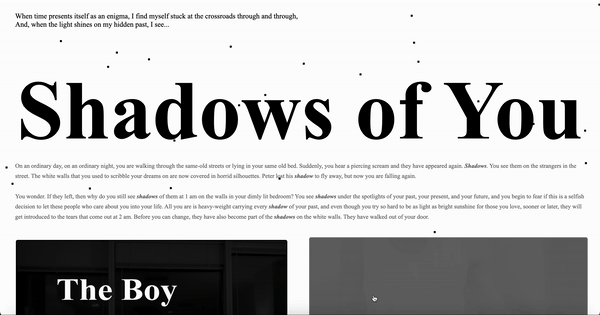 When time presents itself as an enigma, I find myself stuck at the crossroads through and through,
And, when the light shines on my hidden past, I see...
Shadows of You
On an ordinary day, on an ordinary night, you are walking through the same-old streets or lying in your same old bed. Suddenly, you hear a piercing scream and they have appeared again. Shadows. You see them on the strangers in the
street. The white walls that you used to scribble your dreams on are now covered in horrid silhouettes. Peter let his shadow to fly away, but now you are falling again.
You wonder. If they left, then why do you still see shadows of them at 1 am on the walls in your dimly lit bedroom? You see shadows under the spotlights of your past, your present, and your future, and you begin to fear if this is a selfish
decision to let these people who care about you into your life. All you are is heavy-weight carrying every shadow of your past, and even though you try so hard to be as light as bright sunshine for those you love, sooner or later, they will
get introduced to the tears that come out at 2 am. Before you can change, they have also become part of the shadows on the white walls. They have walked out of your door.
The Boy